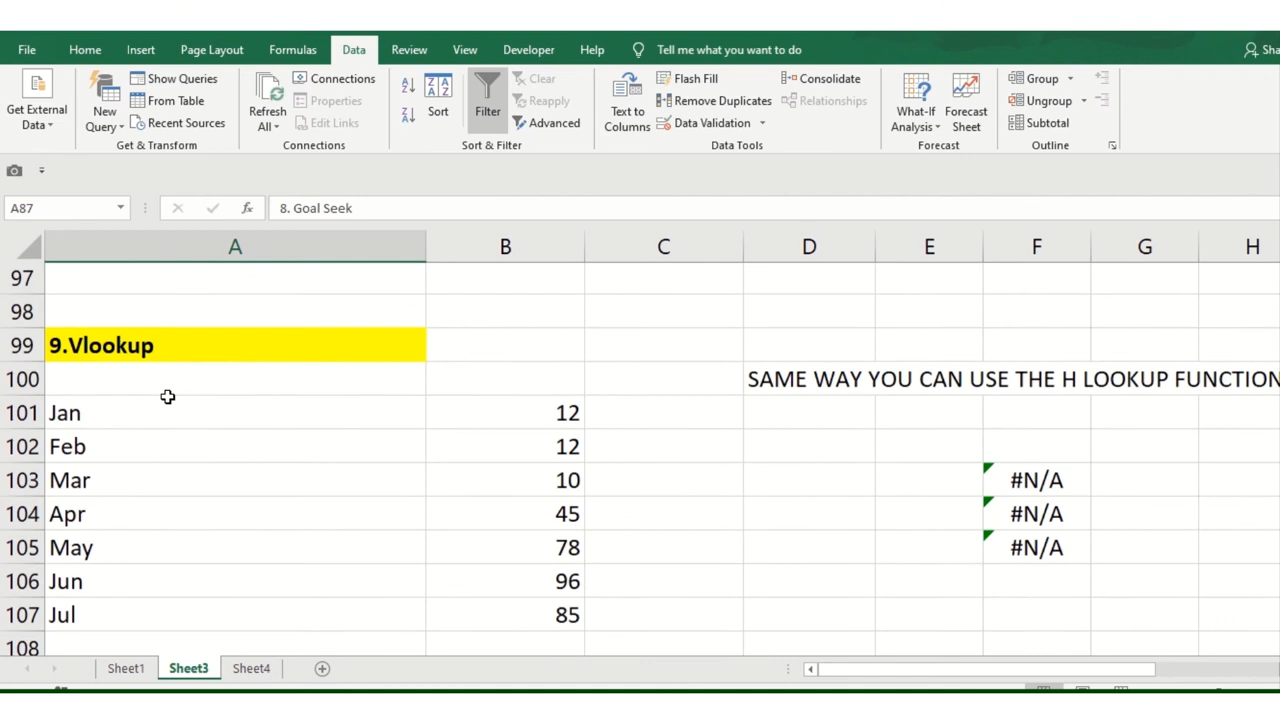 File Home Insert Page Layout Formulas Data Review View Developer Help Tell me what you want to do
Show Queries Connections Clear Flash Fill Consolidate Group
Get External Data New Query From Table Refresh All Properties Sort Filter Reapply Text to Columns Remove Duplicates Relationships What-If Analysis Forecast Sheet Ungroup
Recent Sources Edit Links Advanced Data Validation Subtotal
Get & Transform Connections Sort & Filter Data Tools Forecast Outline
A87 fx 8. Goal Seek
A B C D E F G H
97
98
99 9.Vlookup
100 SAME WAY YOU CAN USE THE H LOOKUP FUNCTION
101 Jan 12
102 Feb 12
103 Mar 10 #N/A
104 Apr 45 #N/A
105 May 78 #N/A
106 Jun 96
107 Jul 85
108
Sheet1 Sheet3 Sheet4